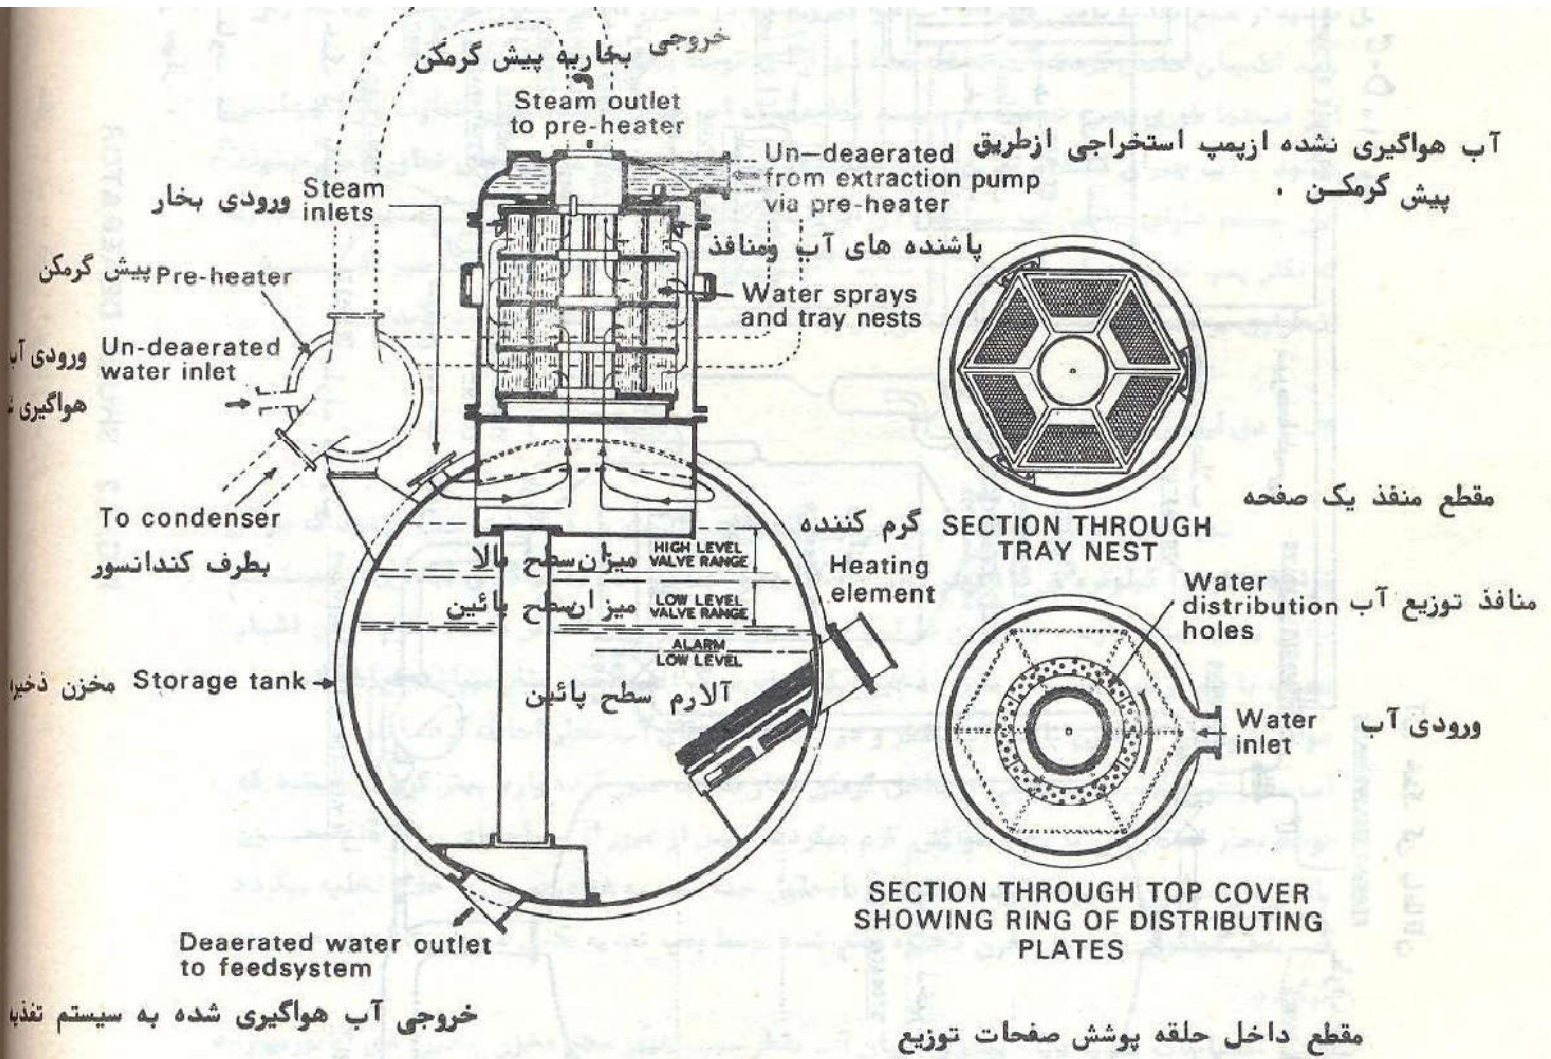 خروجی بخاربه پیش گرمکن
Steam outlet
to pre-heater
Un-deaerated
from extraction pump
via pre-heater
آب هواگیری نشده ازپمپ استخراجی ازطریق
پیش گرمکن .
Steam
inlets
ورودی بخار
پاشنده های آب ومنافذ
Water sprays
and tray nests
پیش گرمکن
Pre-heater
Un-deaerated
water inlet
ورودی آب
هواگیری
To condenser
بطرف کندانسور
SECTION THROUGH
TRAY NEST
مقطع منفذ یک صفحه
گرم کننده
Heating
element
میزان سطح بالا
HIGH LEVEL
VALVE RANGE
میزان سطح پائین
LOW LEVEL
VALVE RANGE
ALARM
LOW LEVEL
آلارم سطح پائین
Storage tank
مخزن ذخیره
Water
distribution
holes
منافذ توزیع آب
Water
inlet
ورودی آب
SECTION THROUGH TOP COVER
SHOWING RING OF DISTRIBUTING
PLATES
Deaerated water outlet
to feedsystem
خروجی آب هواگیری شده به سیستم تغذیه
مقطع داخل حلقه پوشش صفحات توزیع